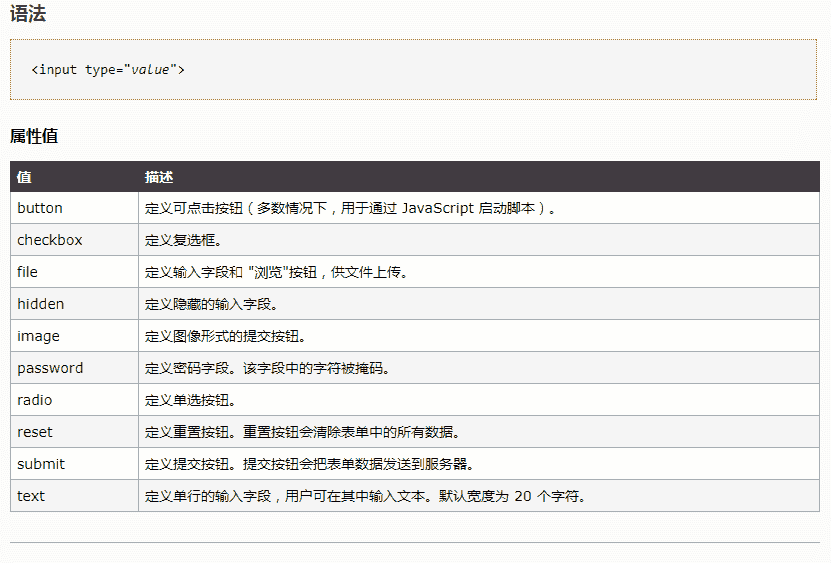 语法
<input type="value">
属性值
值 描述
button 定义可点击按钮（多数情况下，用于通过 JavaScript 启动脚本）。
checkbox 定义复选框。
file 定义输入字段和 "浏览"按钮，供文件上传。
hidden 定义隐藏的输入字段。
image 定义图像形式的提交按钮。
password 定义密码字段。该字段中的字符被掩码。
radio 定义单选按钮。
reset 定义重置按钮。重置按钮会清除表单中的所有数据。
submit 定义提交按钮。提交按钮会把表单数据发送到服务器。
text 定义单行的输入字段，用户可在其中输入文本。默认宽度为 20 个字符。